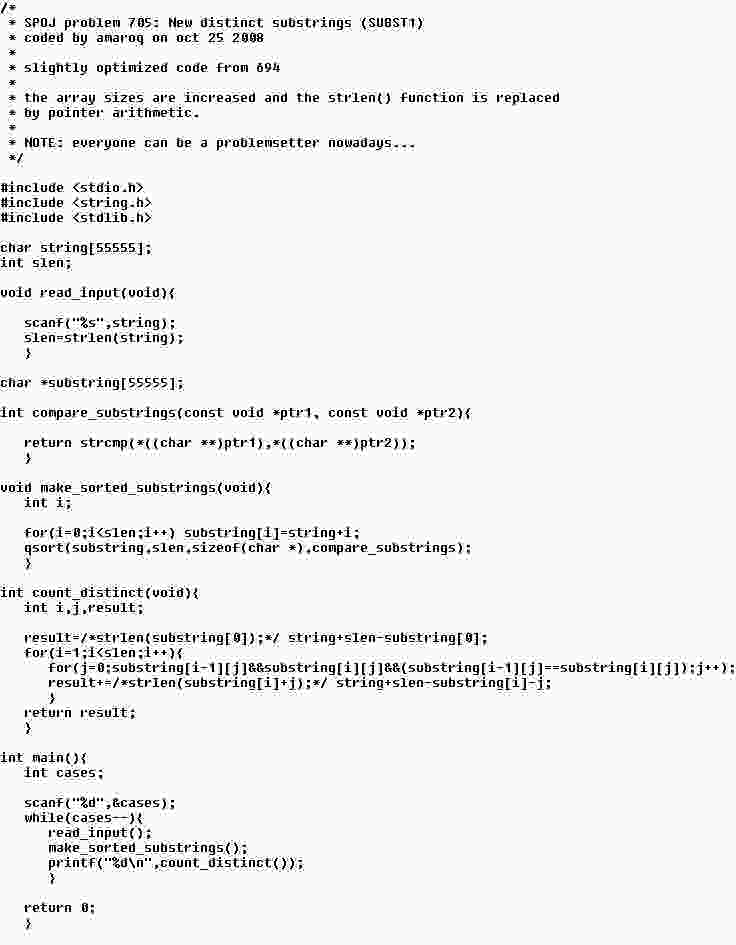 /*
 * SPOJ problem 705: New distinct substrings (SUBST1)
 * coded by amaroq on oct 25 2008
 *
 * slightly optimized code from 694
 *
 * the array sizes are increased and the strlen() function is replaced
 * by pointer arithmetic.
 *
 * NOTE: everyone can be a problemsetter nowadays...
 */

#include <stdio.h>
#include <string.h>
#include <stdlib.h>

char string[55555];
int slen;

void read_input(void){

   scanf("%s",string);
   slen=strlen(string);
   }

char *substring[55555];

int compare_substrings(const void *ptr1, const void *ptr2){

   return strcmp(*((char **)ptr1),*((char **)ptr2));
   }

void make_sorted_substrings(void){
   int i;

   for(i=0;i<slen;i++) substring[i]=string+i;
   qsort(substring,slen,sizeof(char *),compare_substrings);
   }

int count_distinct(void){
   int i,j,result;

   result=/*strlen(substring[0]);*/ string+slen-substring[0];
   for(i=1;i<slen;i++){
      for(j=0;substring[i-1][j]&&substring[i][j]&&(substring[i-1][j]==substring[i][j]);j++);
      result+=/*strlen(substring[i]+j);*/ string+slen-substring[i]-j;
      }
   return result;
   }

int main(){
   int cases;

   scanf("%d",&cases);
   while(cases--){
      read_input();
      make_sorted_substrings();
      printf("%d\n",count_distinct());
      }

   return 0;
   }